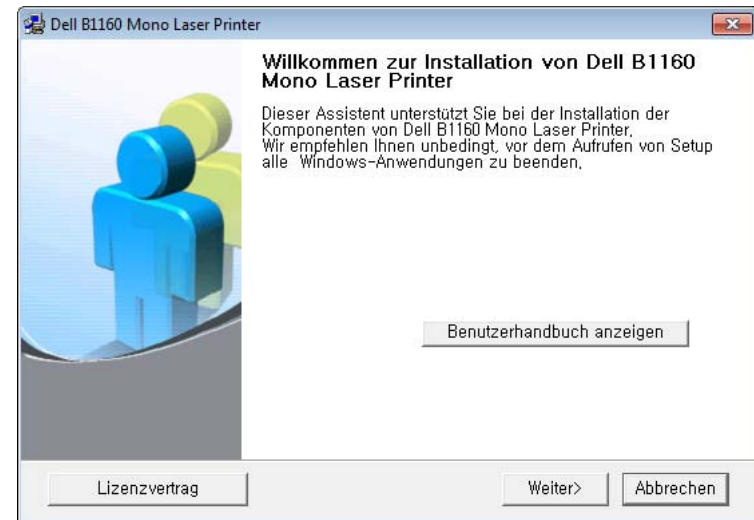 Dell B1160 Mono Laser Printer
Willkommen zur Installation von Dell B1160
Mono Laser Printer
Dieser Assistent unterstützt Sie bei der Installation der
Komponenten von Dell B1160 Mono Laser Printer,
Wir empfehlen Ihnen unbedingt, vor dem Aufrufen von Setup
alle Windows-Anwendungen zu beenden,
Benutzerhandbuch anzeigen
Lizenzvertrag
Weiter>
Abbrechen